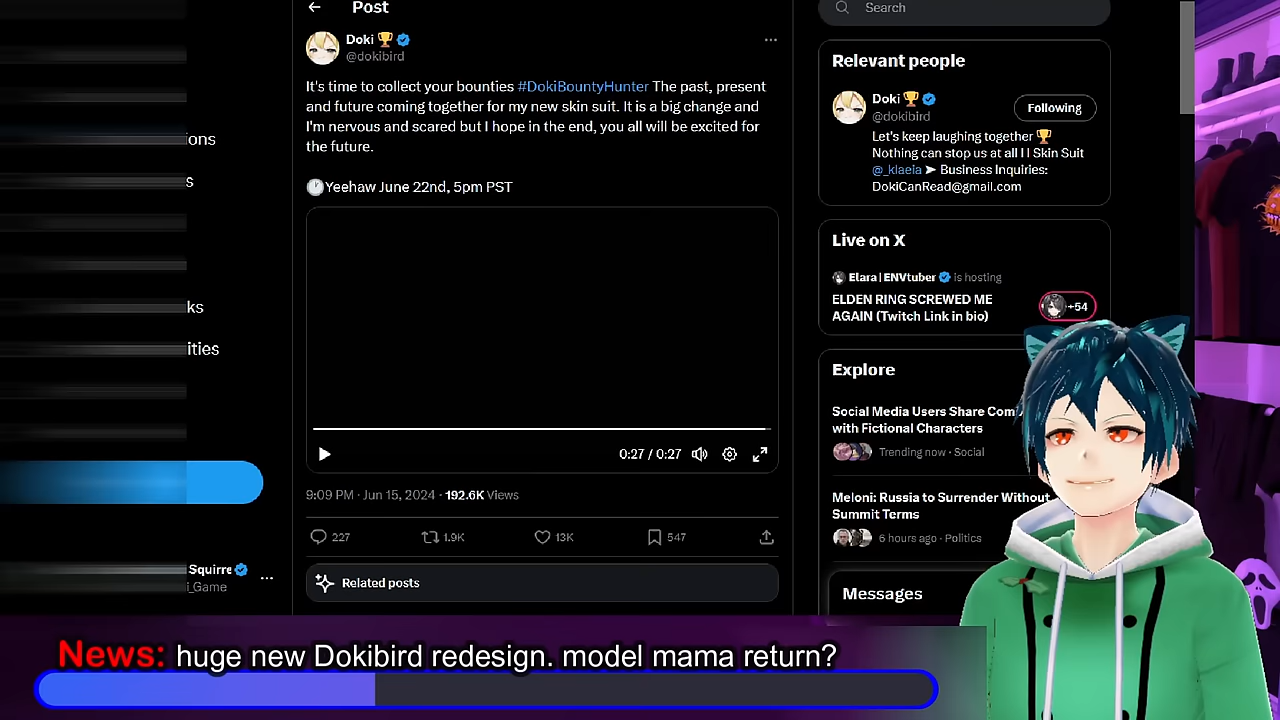 Post
Doki 🏆
@dokibird
It's time to collect your bounties #DokiBountyHunter The past, present
and future coming together for my new skin suit. It is a big change and
I'm nervous and scared but I hope in the end, you all will be excited for
the future.
🕐Yeehaw June 22nd, 5pm PST
0:27 / 0:27
9:09 PM · Jun 15, 2024 · 192.6K Views
227
1.9K
13K
547
Related posts
ons
s
ks
ities
Squirre
i_Game
Search
Relevant people
Doki 🏆
@dokibird
Following
Let's keep laughing together 🏆
Nothing can stop us at all l l Skin Suit
@_klaeia ➤ Business Inquiries:
DokiCanRead@gmail.com
Live on X
Elara | ENVtuber is hosting
ELDEN RING SCREWED ME
AGAIN (Twitch Link in bio)
+54
Explore
Social Media Users Share Com
with Fictional Characters
Trending now · Social
Meloni: Russia to Surrender Without
Summit Terms
6 hours ago · Politics
Messages
News: huge new Dokibird redesign. model mama return?